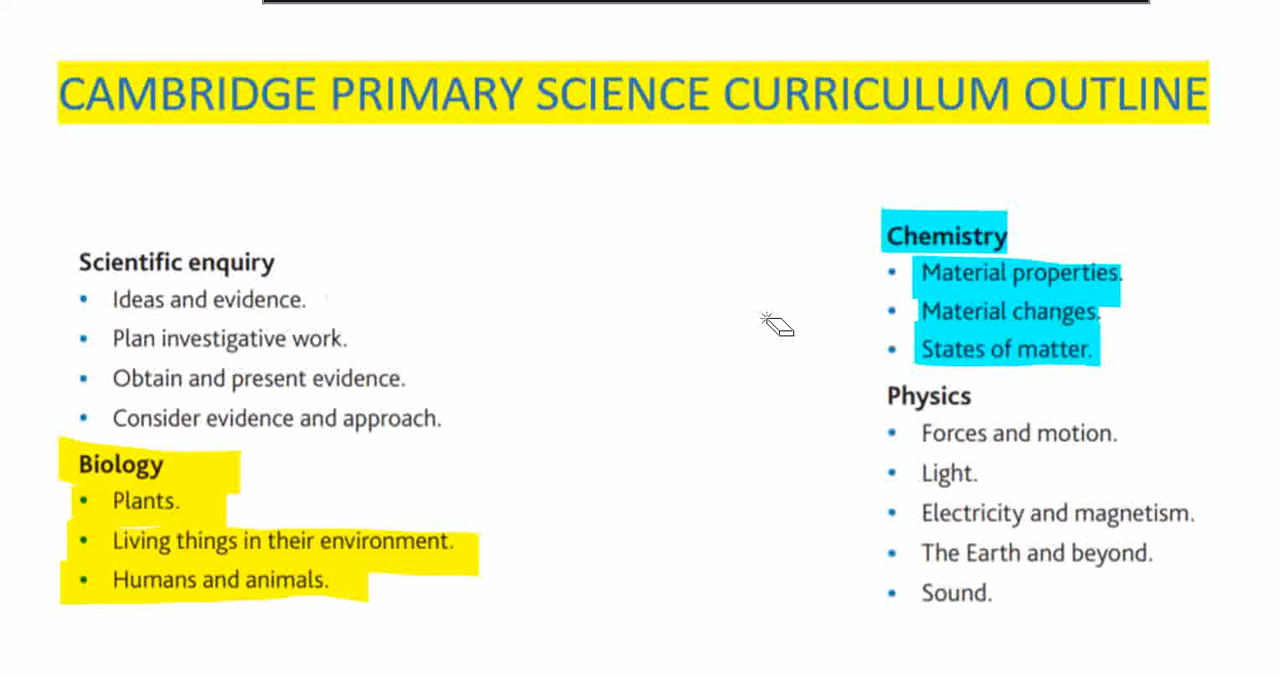 CAMBRIDGE PRIMARY SCIENCE CURRICULUM OUTLINE
Scientific enquiry
• Ideas and evidence.
• Plan investigative work.
• Obtain and present evidence.
• Consider evidence and approach.
Biology
• Plants.
• Living things in their environment.
• Humans and animals.
Chemistry
• Material properties.
• Material changes.
• States of matter.
Physics
• Forces and motion.
• Light.
• Electricity and magnetism.
• The Earth and beyond.
• Sound.